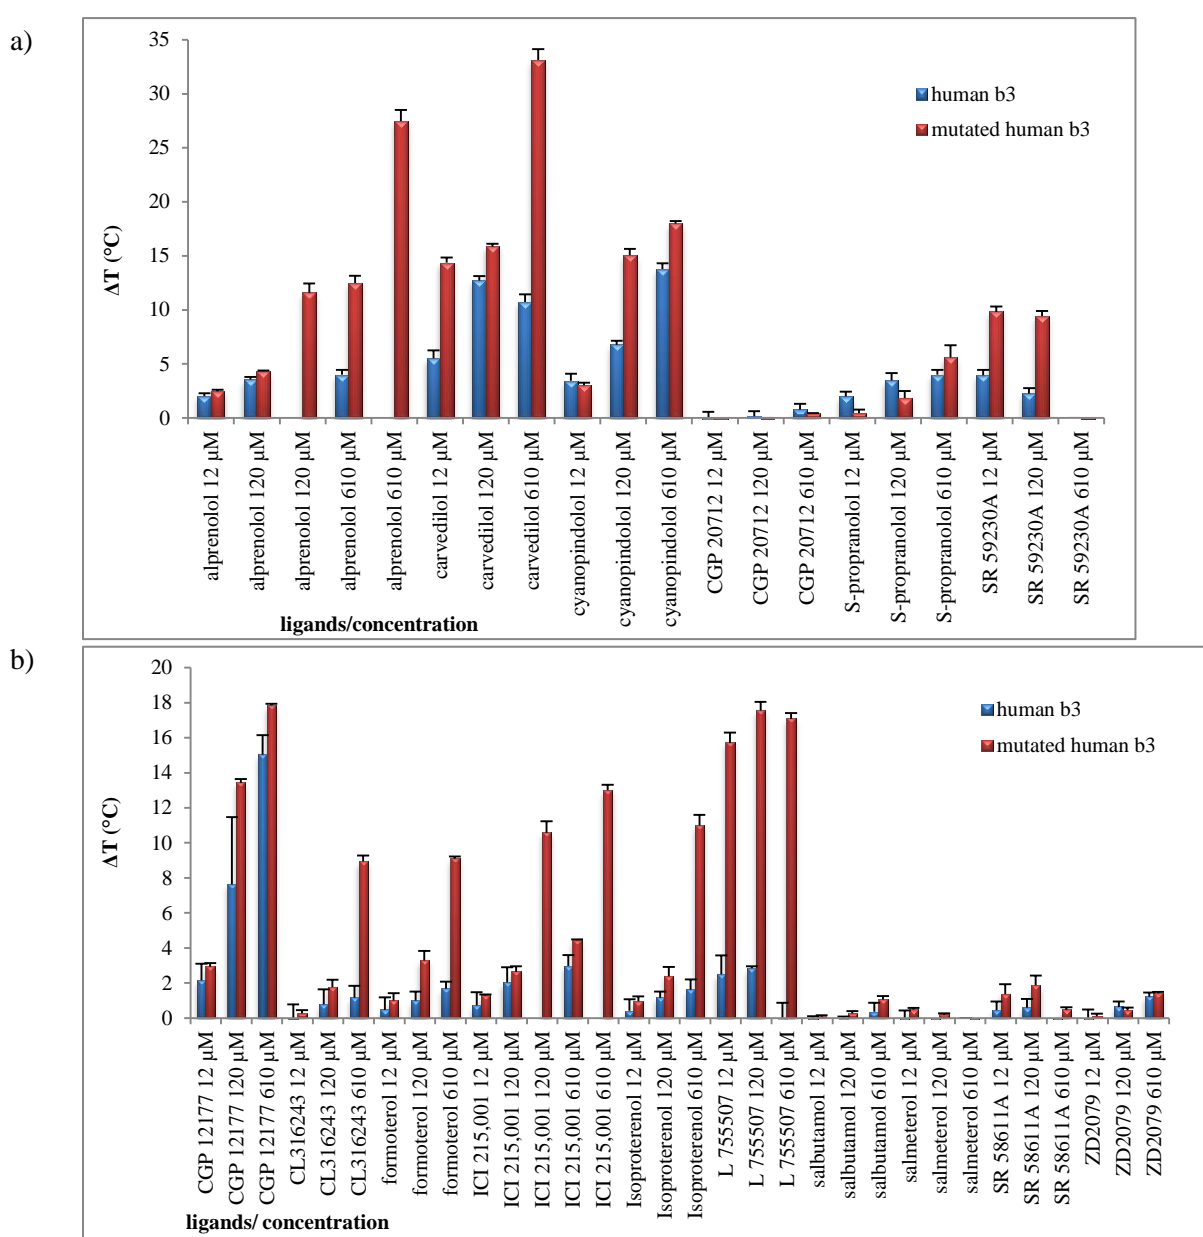 a)
35
30
25
20
15
10
5
0
ΔT (°C)
human b3
mutated human b3
alprenolol 12 µM
alprenolol 120 µM
alprenolol 120 µM
alprenolol 610 µM
alprenolol 610 µM
carvedilol 12 µM
carvedilol 120 µM
carvedilol 610 µM
cyanopindolol 12 µM
cyanopindolol 120 µM
cyanopindolol 610 µM
CGP 20712 12 µM
CGP 20712 120 µM
CGP 20712 610 µM
S-propranolol 12 µM
S-propranolol 120 µM
S-propranolol 610 µM
SR 59230A 12 µM
SR 59230A 120 µM
SR 59230A 610 µM
ligands/concentration
b)
20
18
16
14
12
10
8
6
4
2
0
ΔT (°C)
human b3
mutated human b3
CGP 12177 12 µM
CGP 12177 120 µM
CGP 12177 610 µM
CL316243 12 µM
CL316243 120 µM
CL316243 610 µM
formoterol 12 µM
formoterol 120 µM
formoterol 610 µM
ICI 215,001 12 µM
ICI 215,001 120 µM
ICI 215,001 120 µM
ICI 215,001 610 µM
ICI 215,001 610 µM
Isoproterenol 12 µM
Isoproterenol 120 µM
Isoproterenol 610 µM
L 755507 12 µM
L 755507 120 µM
L 755507 610 µM
salbutamol 12 µM
salbutamol 120 µM
salbutamol 610 µM
salmeterol 12 µM
salmeterol 120 µM
salmeterol 610 µM
SR 58611A 12 µM
SR 58611A 120 µM
SR 58611A 610 µM
ZD2079 12 µM
ZD2079 120 µM
ZD2079 610 µM
ligands/ concentration